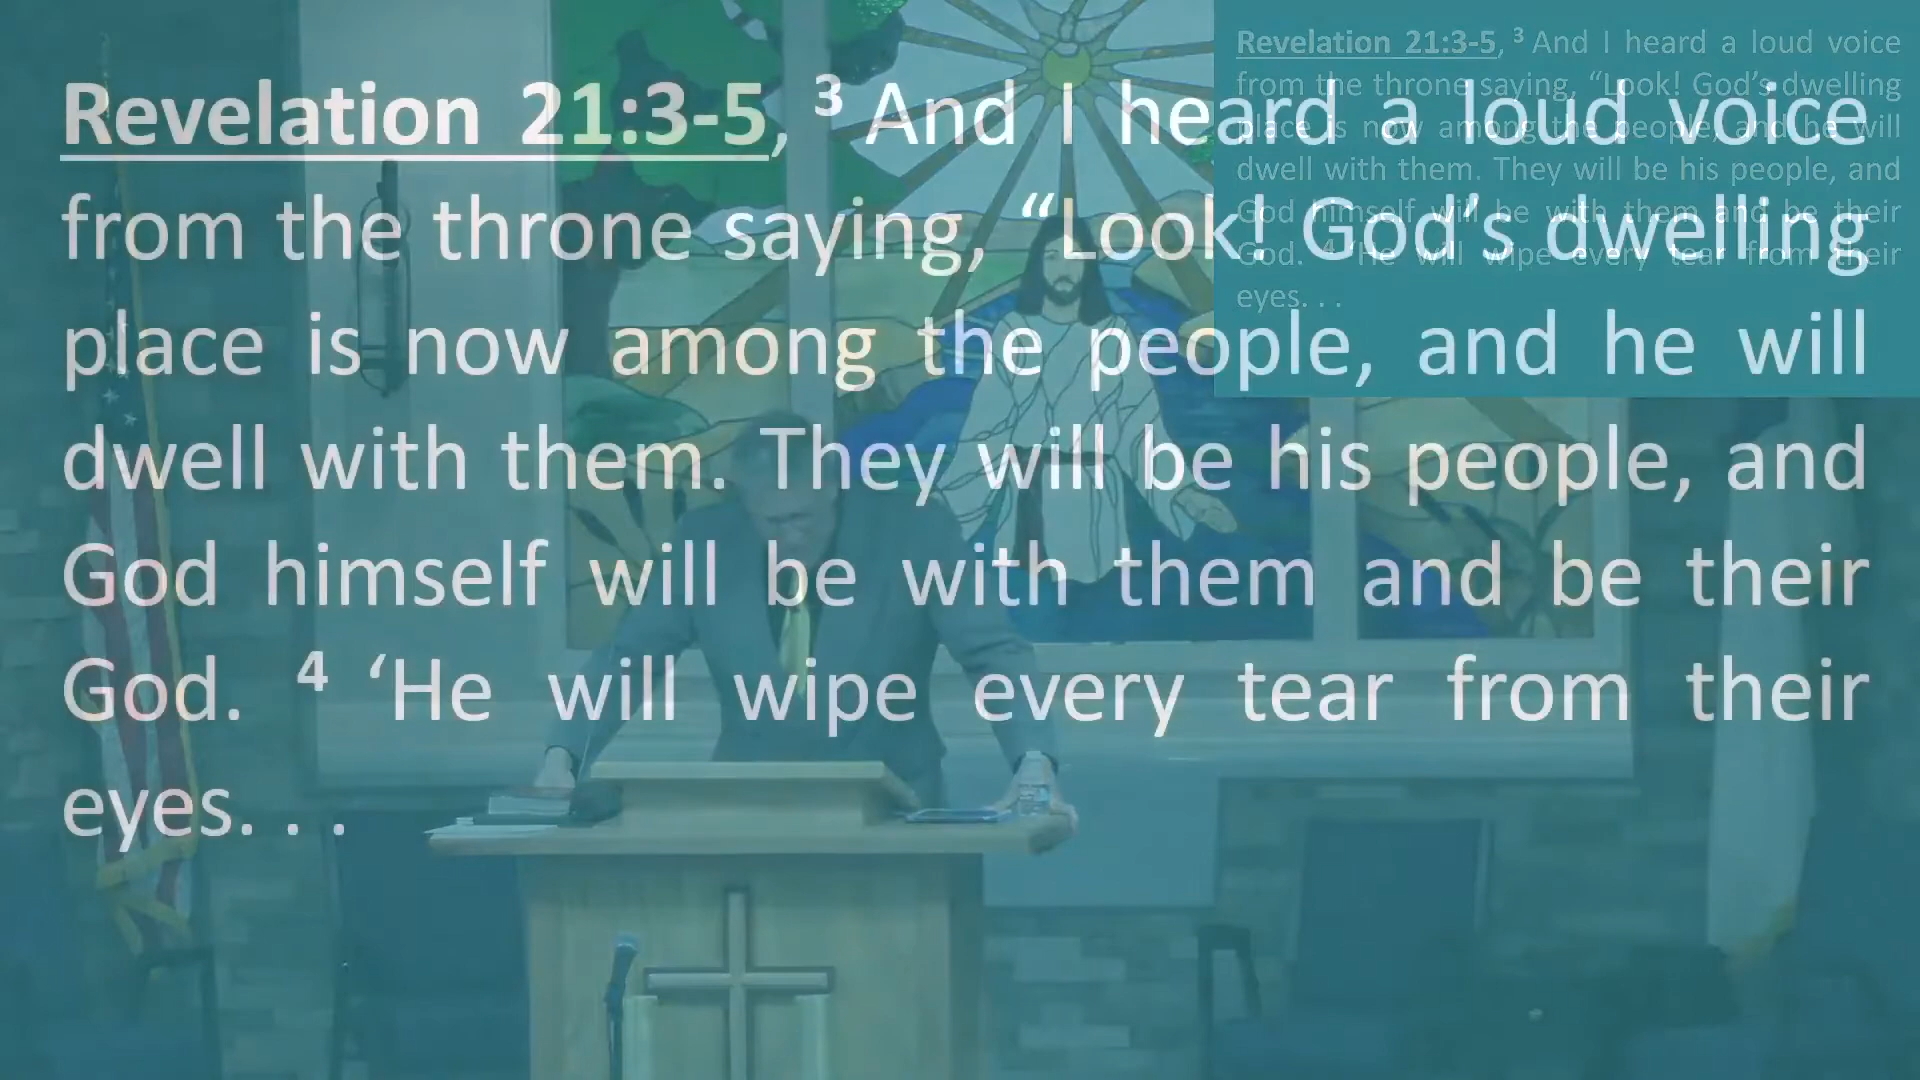 Revelation 21:3-5, ³ And I heard a loud voice
from the throne saying, “Look! God’s dwelling
place is now among the people, and he will
dwell with them. They will be his people, and
God himself will be with them and be their
God. ⁴ ‘He will wipe every tear from their
eyes. . .
Revelation 21:3-5, ³ And I heard a loud voice
from the throne saying, “Look! God’s dwelling
place is now among the people, and he will
dwell with them. They will be his people, and
God himself will be with them and be their
God. ⁴ ‘He will wipe every tear from their
eyes. . .